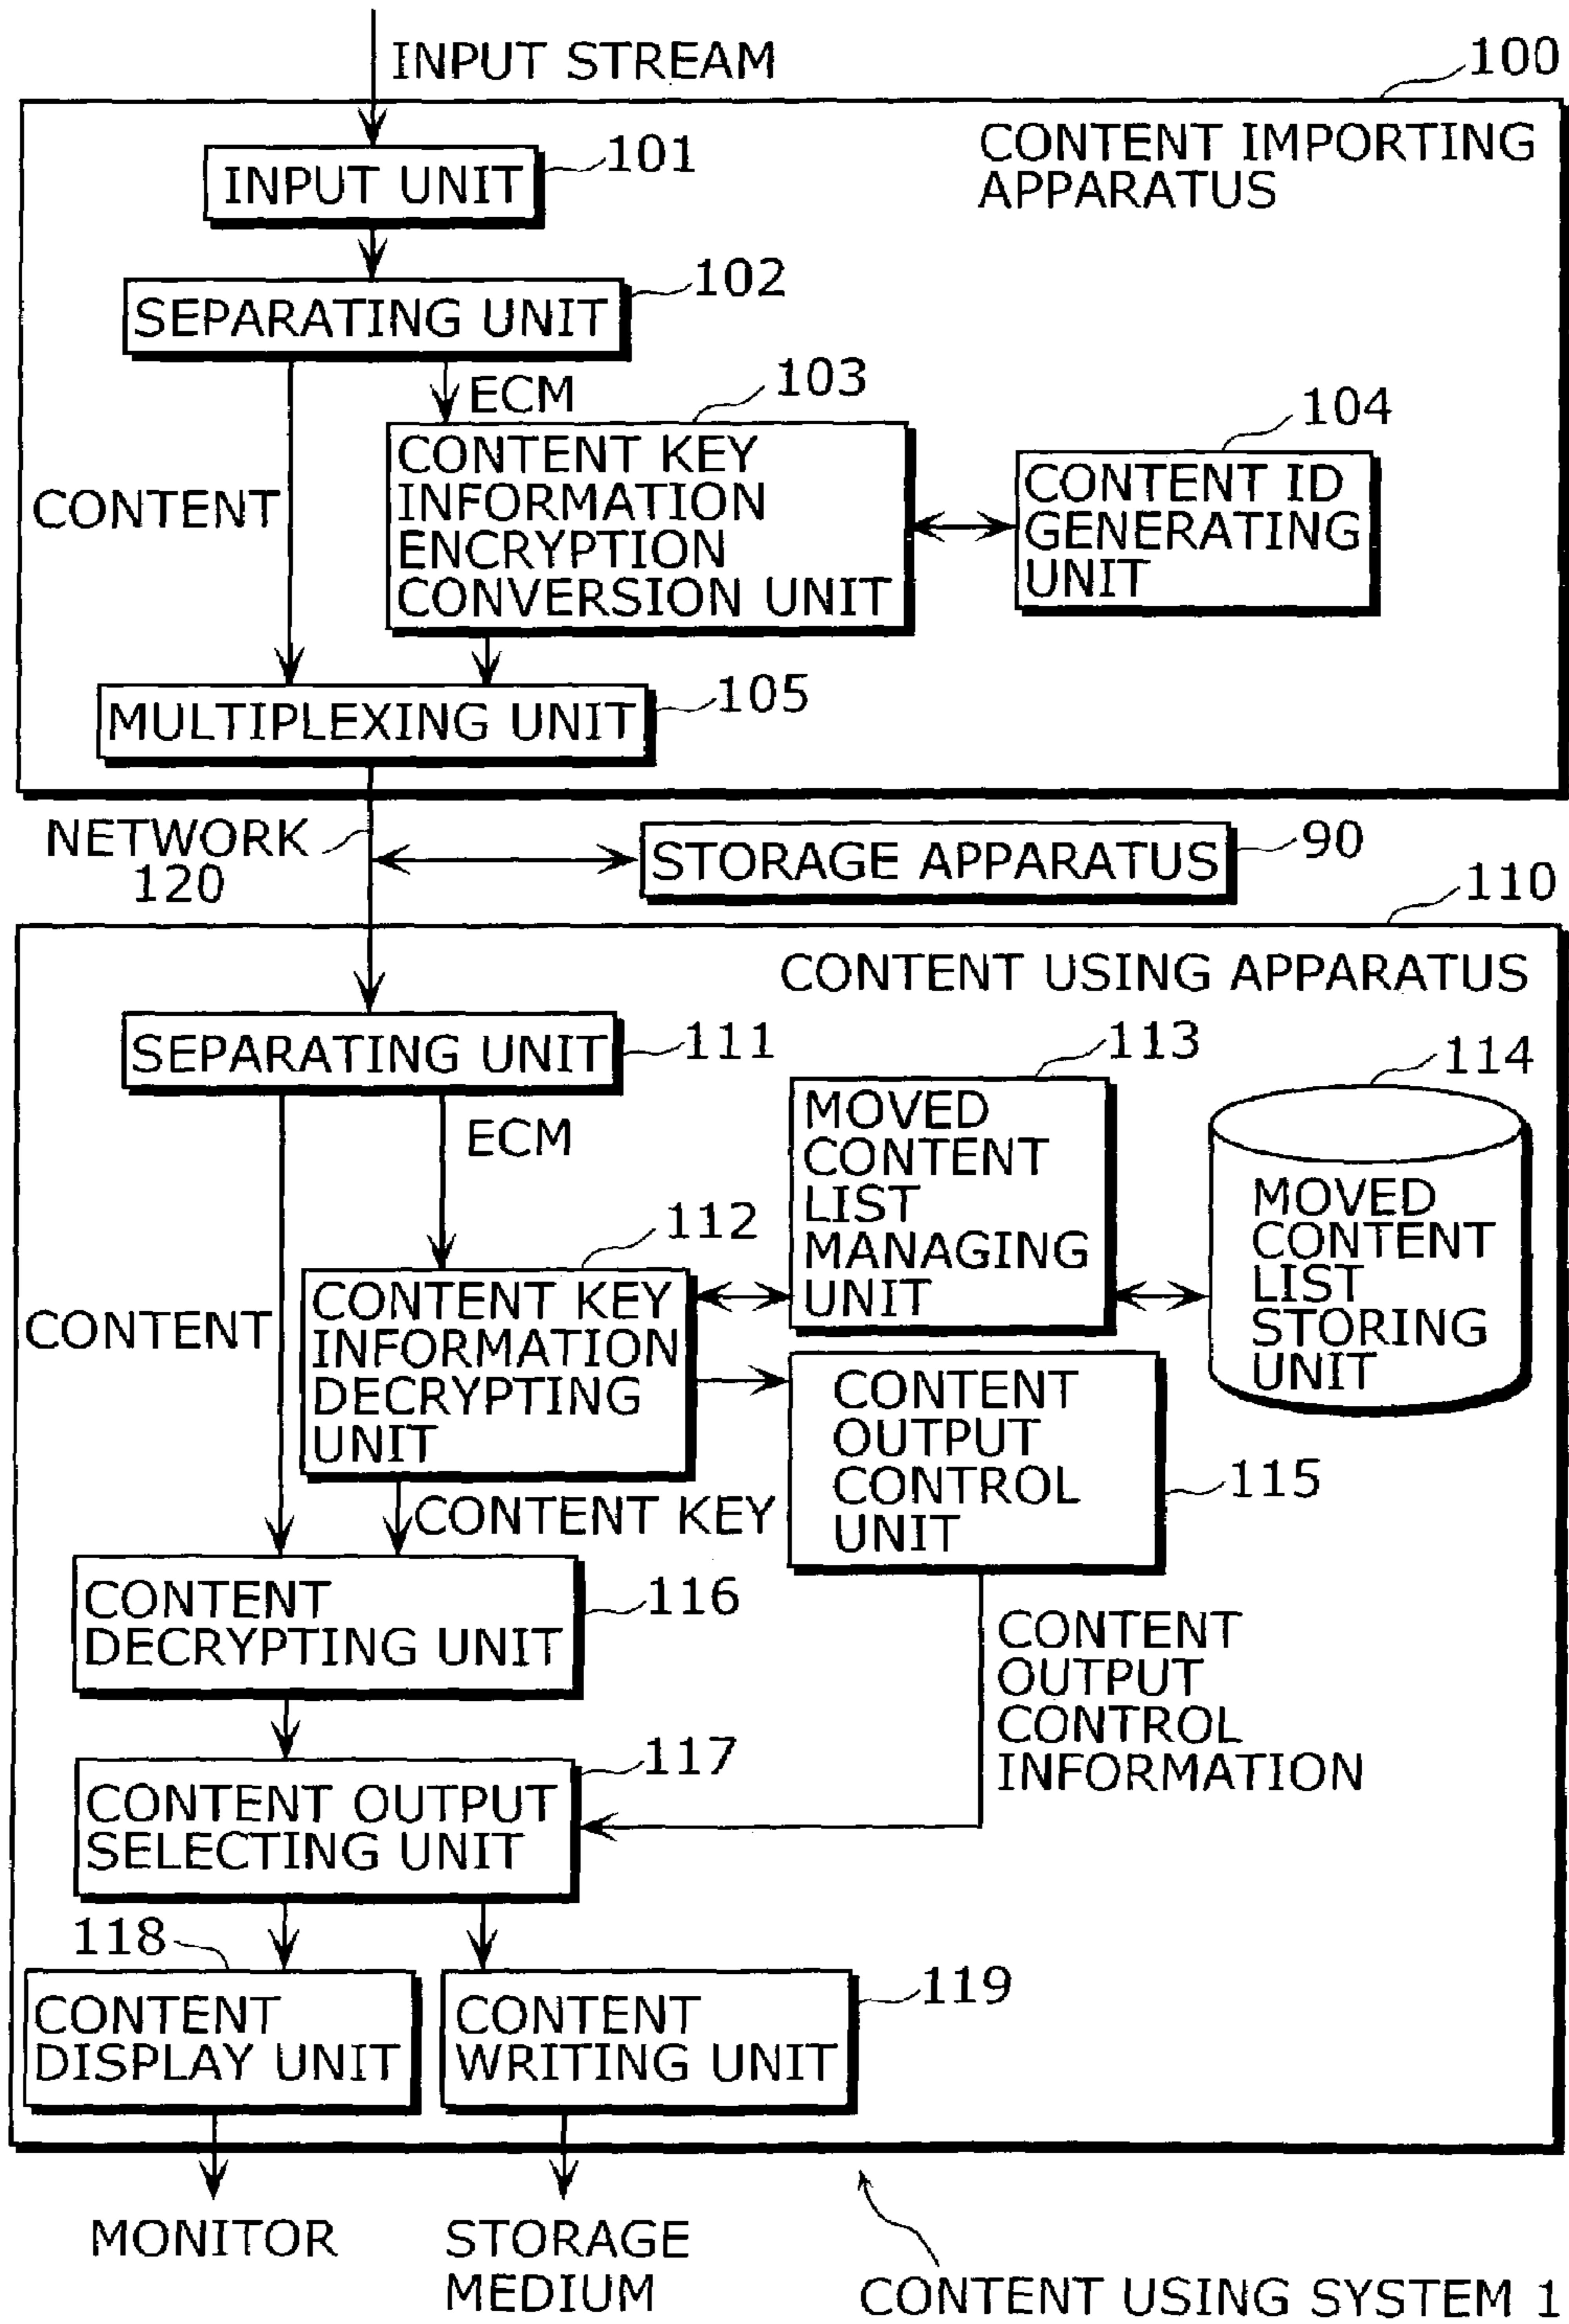 INPUT STREAM
100
CONTENT IMPORTING
APPARATUS
INPUT UNIT
101
SEPARATING UNIT
102
ECM
103
CONTENT KEY
INFORMATION
ENCRYPTION
CONVERSION UNIT
104
CONTENT ID
GENERATING
UNIT
CONTENT
MULTIPLEXING UNIT
105
NETWORK
120
STORAGE APPARATUS
90
110
CONTENT USING APPARATUS
SEPARATING UNIT
111
ECM
113
MOVED
CONTENT
LIST
MANAGING
UNIT
114
MOVED
CONTENT
LIST
STORING
UNIT
112
CONTENT KEY
INFORMATION
DECRYPTING
UNIT
CONTENT
CONTENT
OUTPUT
CONTROL
UNIT
115
CONTENT KEY
CONTENT
DECRYPTING UNIT
116
CONTENT
OUTPUT
CONTROL
INFORMATION
CONTENT OUTPUT
SELECTING UNIT
117
118
CONTENT
DISPLAY UNIT
CONTENT
WRITING UNIT
119
MONITOR
STORAGE
MEDIUM
CONTENT USING SYSTEM 1